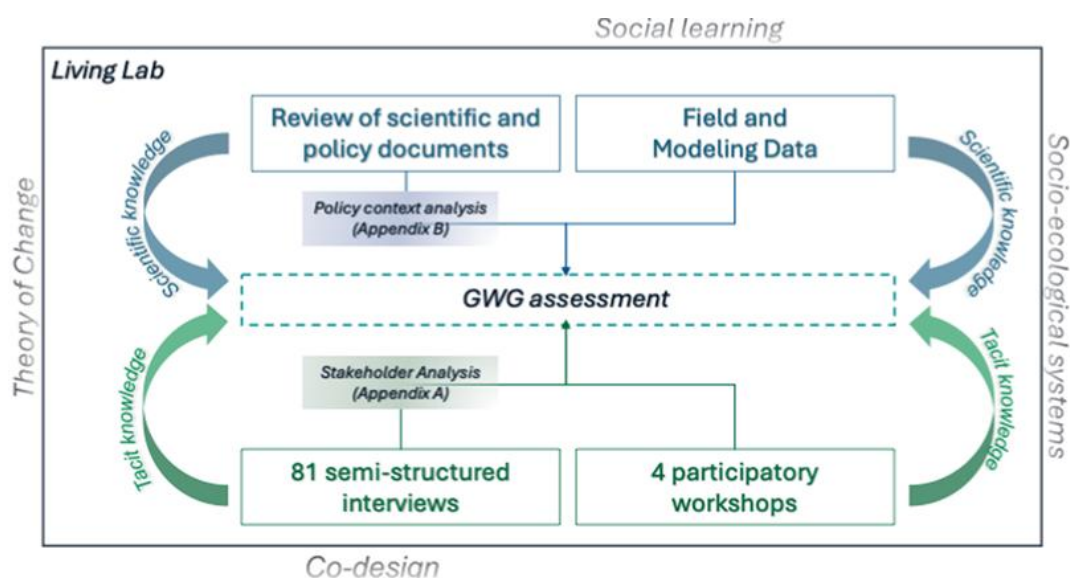 Social learning
Living Lab
Review of scientific and
policy documents
Field and
Modeling Data
Scientific knowledge
Scientific knowledge
Policy context analysis
(Appendix B)
Theory of Change
Socio-ecological systems
GWG assessment
Stakeholder Analysis
(Appendix A)
Tacit knowledge
Tacit knowledge
81 semi-structured
interviews
4 participatory
workshops
Co-design